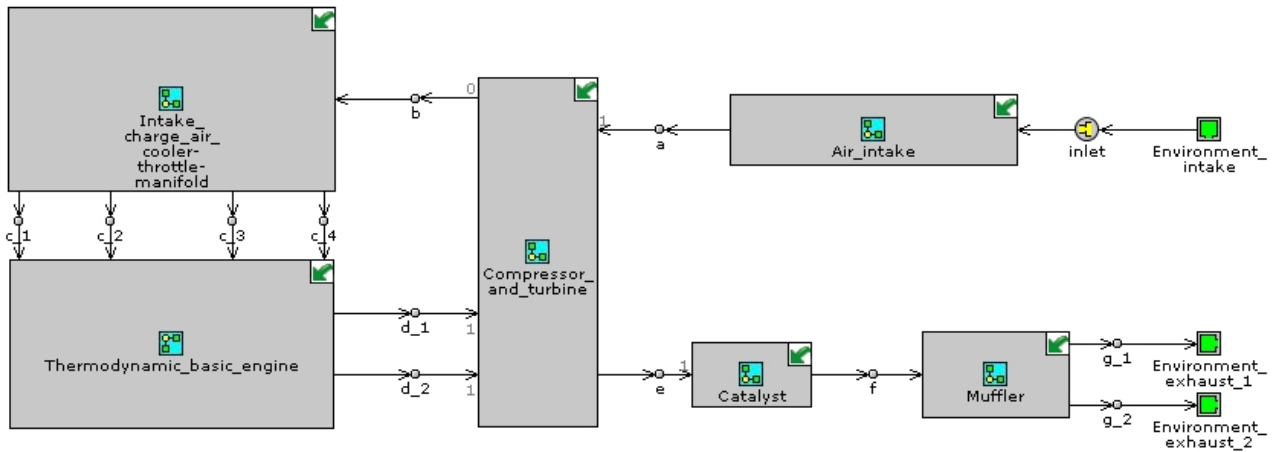 0
b
Intake_
charge_air_
cooler-
throttle-
manifold
1
a
Air_intake
inlet
Environment_
intake
c_1
c_2
c_3
c_4
Compressor_
and_turbine
d_1
1
Thermodynamic_basic_engine
d_2
1
e
1
Catalyst
f
Muffler
g_1
Environment_
exhaust_1
g_2
Environment_
exhaust_2